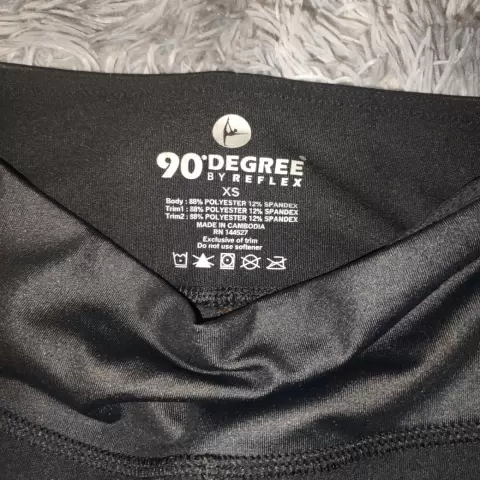 90°DEGREE®
BY REFLEX
XS
Body : 88% POLYESTER 12% SPANDEX
Trim1 : 88% POLYESTER 12% SPANDEX
Trim2 : 88% POLYESTER 12% SPANDEX
MADE IN CAMBODIA
RN 144527
Exclusive of trim
Do not use softener